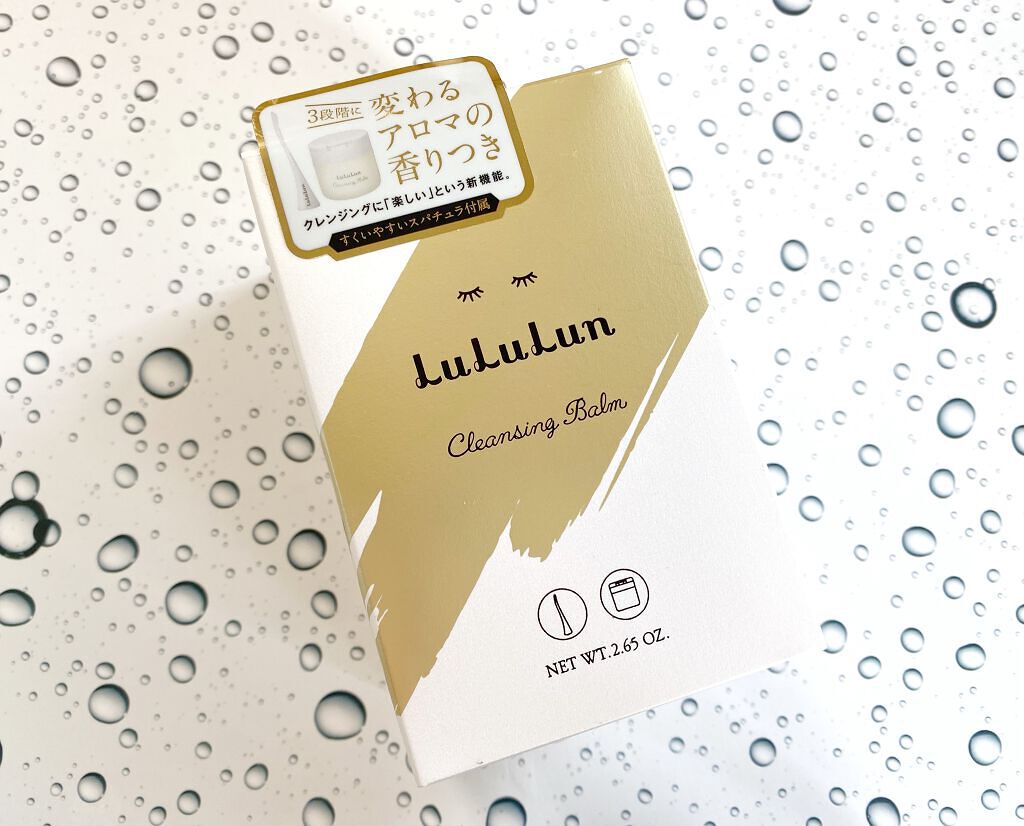 3段階に
変わる
アロマの
香りつき
LuLuLun
Cleansing Balm
クレンジングに「楽しい」という新機能。
すくいやすいスパチュラ付属
LuLuLun
Cleansing Balm
NET WT.2.65 OZ.